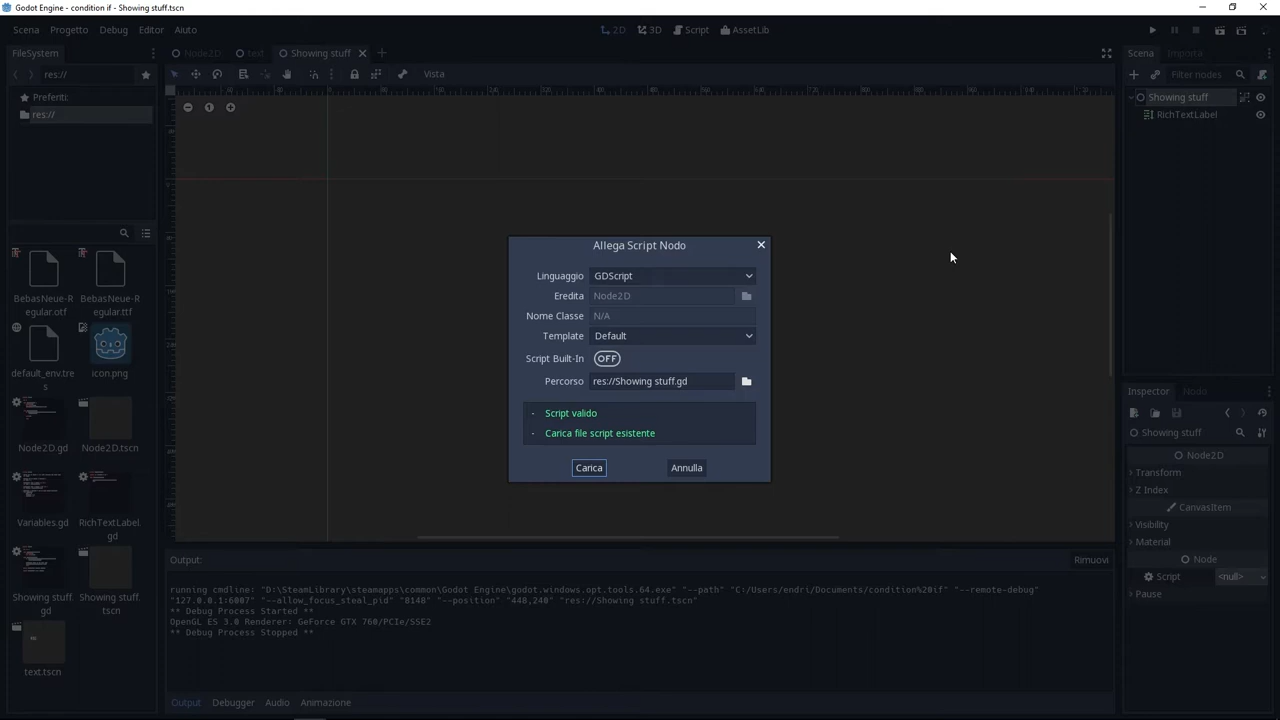 Godot Engine - condition if - Showing stuff.tscn
Scena Progetto Debug Editor Aiuto
2D 3D Script AssetLib
FileSystem
res://
Preferiti:
res://
BebasNeue-Regular.otf
BebasNeue-Regular.ttf
default_env.tres
icon.png
Node2D.gd
Node2D.tscn
Variables.gd
RichTextLabel.gd
Showing stuff.gd
Showing stuff.tscn
text.tscn
Node2D text Showing stuff
Vista
Allega Script Nodo
Linguaggio GDScript
Eredita Node2D
Nome Classe N/A
Template Default
Script Built-In OFF
Percorso res://Showing stuff.gd
- Script valido
- Carica file script esistente
Carica Annulla
Output: Rimuovi
running cmdline: "D:\SteamLibrary\steamapps\common\Godot Engine\godot.windows.opt.tools.64.exe" "--path" "C:/Users/endri/Documents/condition%20if" "--remote-debug"
"127.0.0.1:6007" "--allow_focus_steal_pid" "8148" "--position" "448,240" "res://Showing stuff.tscn"
** Debug Process Started **
OpenGL ES 3.0 Renderer: GeForce GTX 760/PCIe/SSE2
** Debug Process Stopped **
Output Debugger Audio Animazione
Scena Importa
Filter nodes
Showing stuff
RichTextLabel
Inspector Nodo
Showing stuff
Node2D
Transform
Z Index
CanvasItem
Visibility
Material
Node
Script <null>
Pause